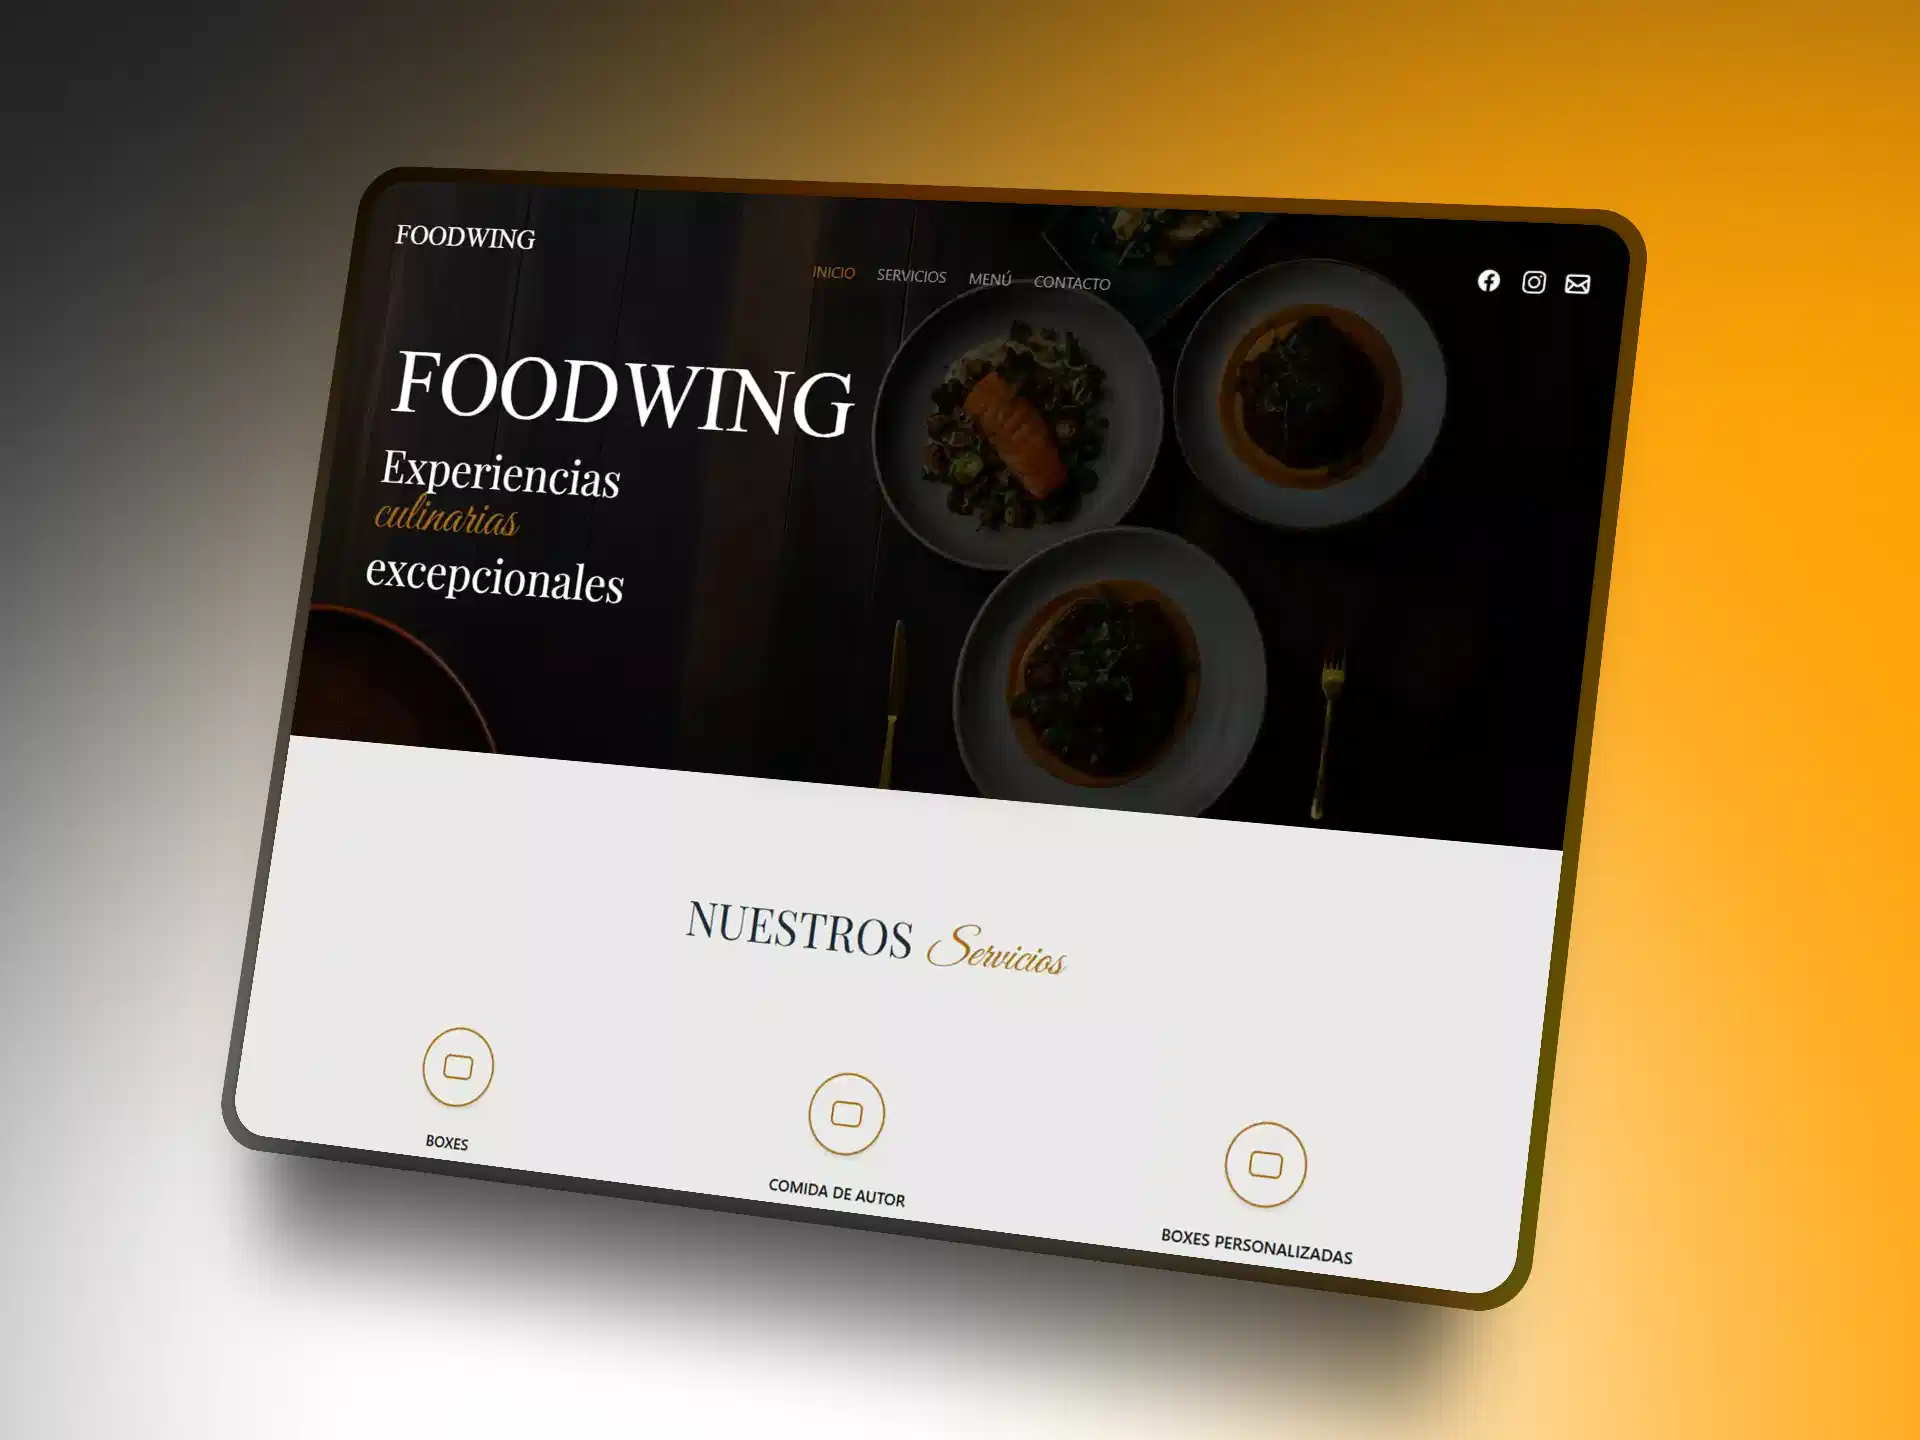 FOODWING
INICIO SERVICIOS MENÚ CONTACTO
FOODWING
Experiencias
culinarias
excepcionales
NUESTROS Servicios
BOXES
COMIDA DE AUTOR
BOXES PERSONALIZADAS